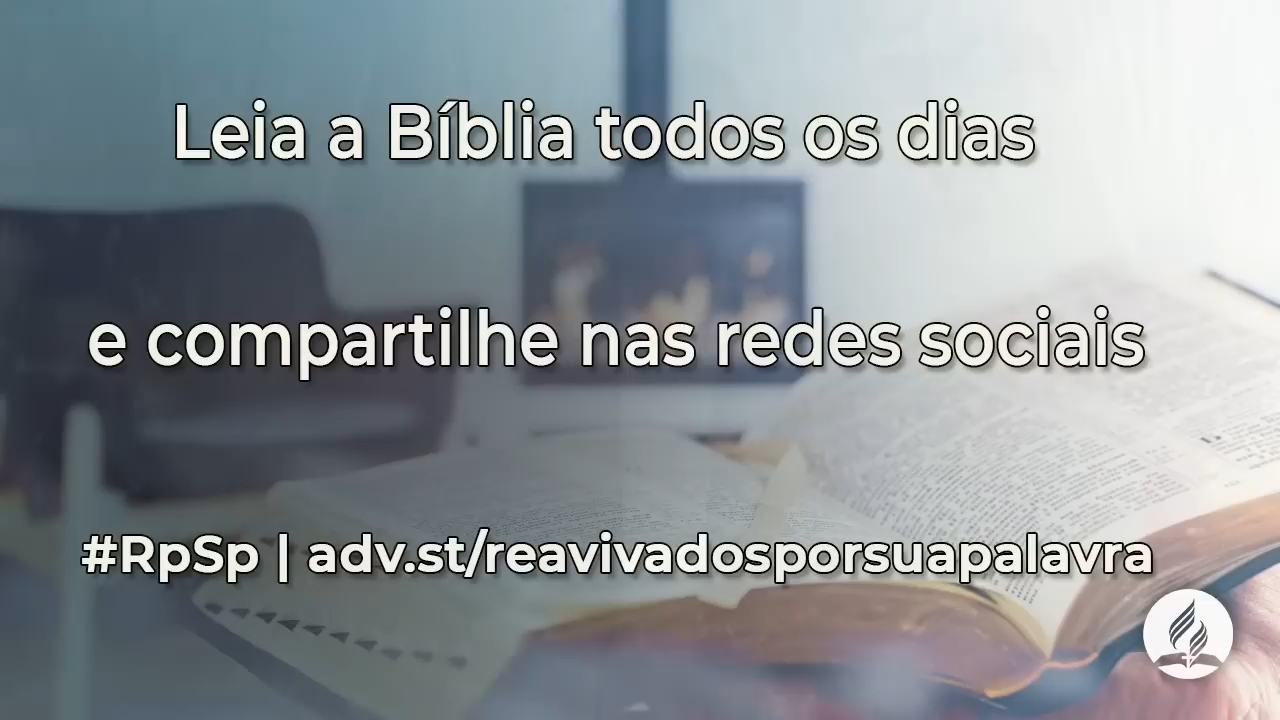 Leia a Bíblia todos os dias
e compartilhe nas redes sociais
#RpSp | adv.st/reavivadosporsuapalavra